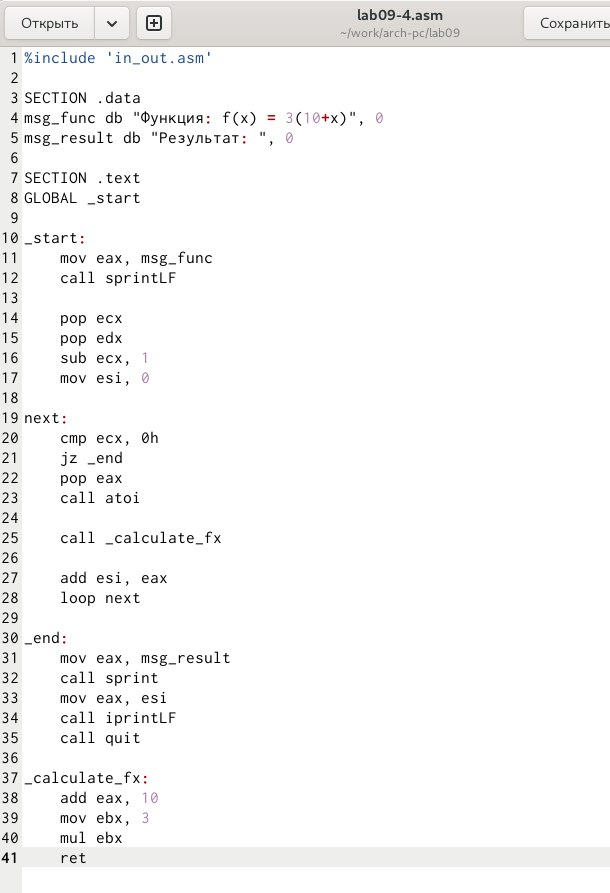 Открыть
lab09-4.asm
~/work/arch-pc/lab09
Сохранить
1 %include 'in_out.asm'
2
3 SECTION .data
4 msg_func db "Функция: f(x) = 3(10+x)", 0
5 msg_result db "Результат: ", 0
6
7 SECTION .text
8 GLOBAL _start
9
10 _start:
11     mov eax, msg_func
12     call sprintLF
13
14     pop ecx
15     pop edx
16     sub ecx, 1
17     mov esi, 0
18
19 next:
20     cmp ecx, 0h
21     jz _end
22     pop eax
23     call atoi
24
25     call _calculate_fx
26
27     add esi, eax
28     loop next
29
30 _end:
31     mov eax, msg_result
32     call sprint
33     mov eax, esi
34     call iprintLF
35     call quit
36
37 _calculate_fx:
38     add eax, 10
39     mov ebx, 3
40     mul ebx
41     ret